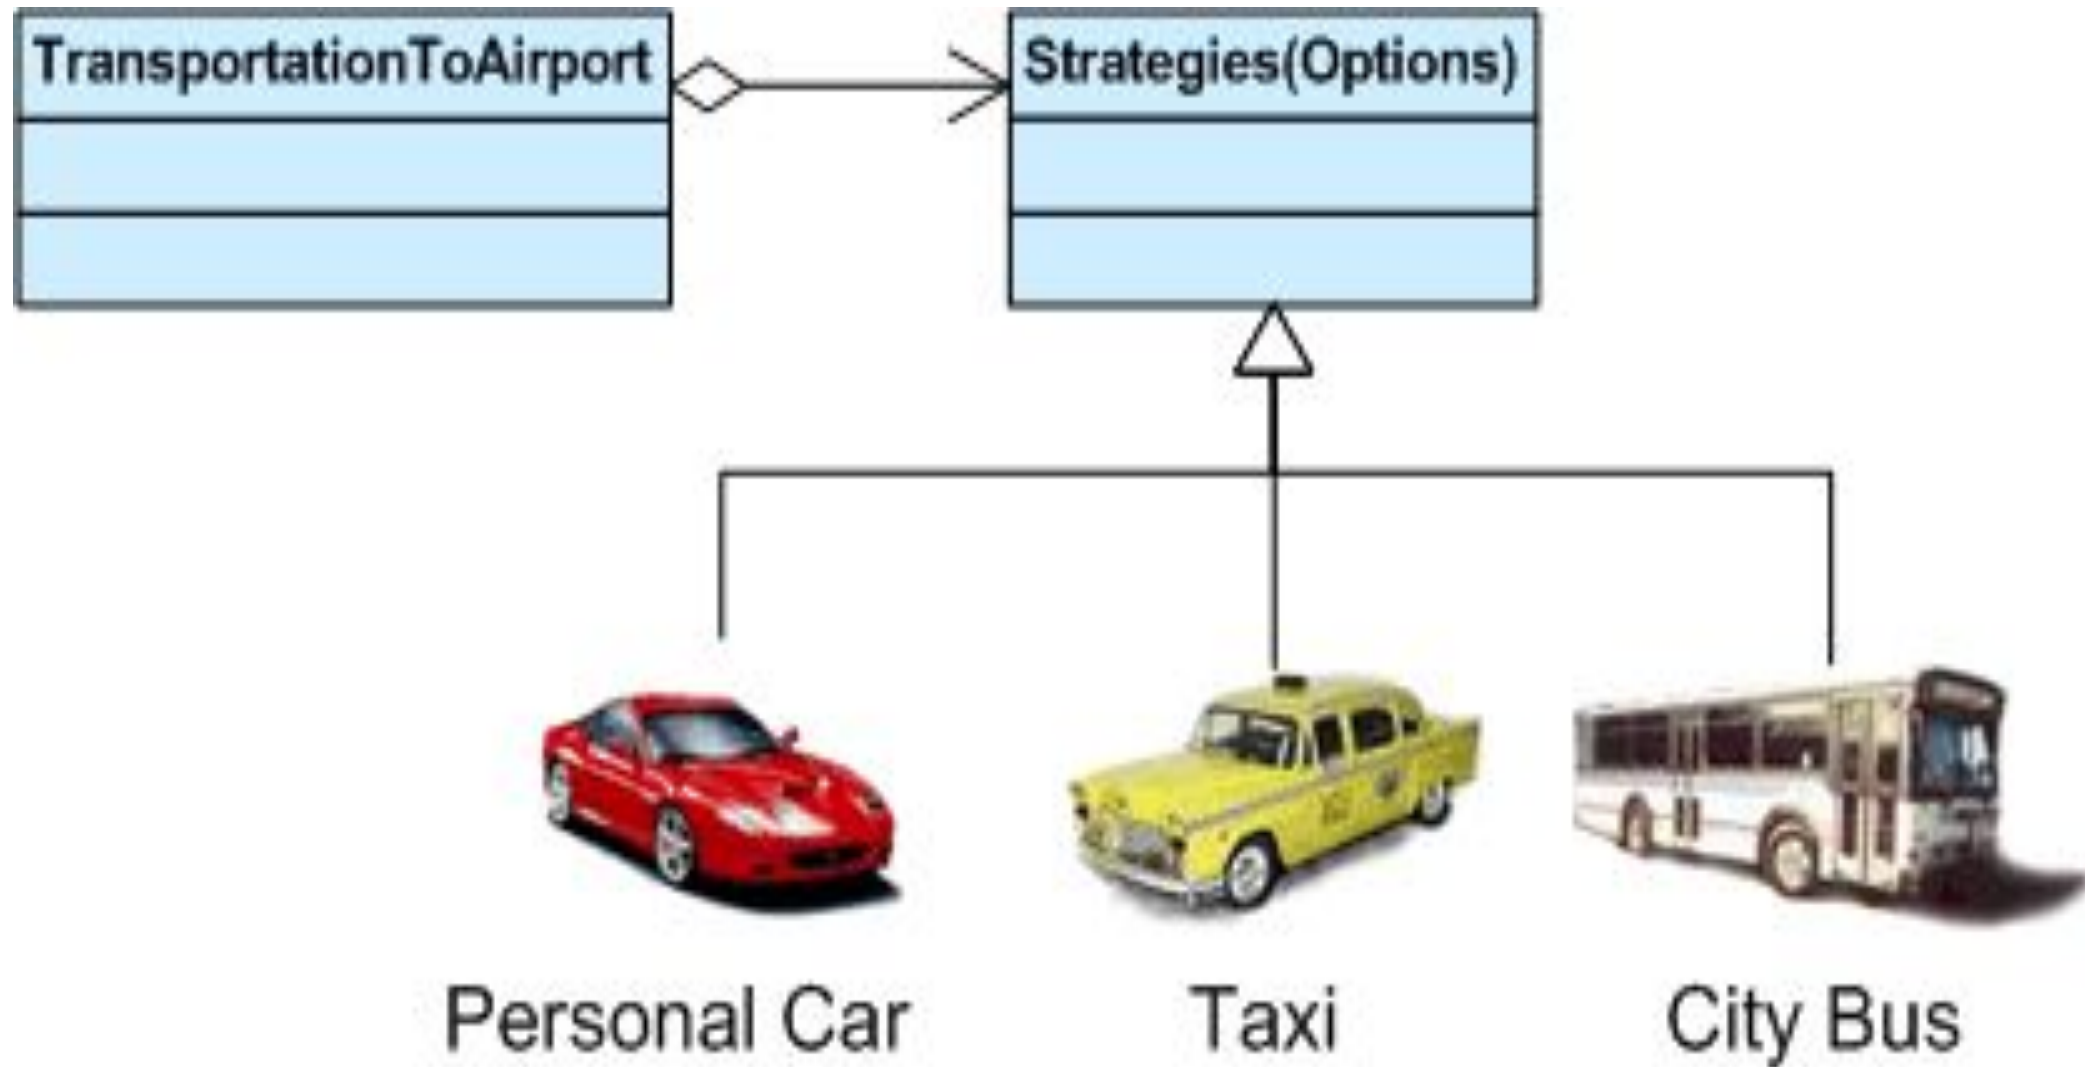 TransportationToAirport
Strategies(Options)
Personal Car
Taxi
City Bus